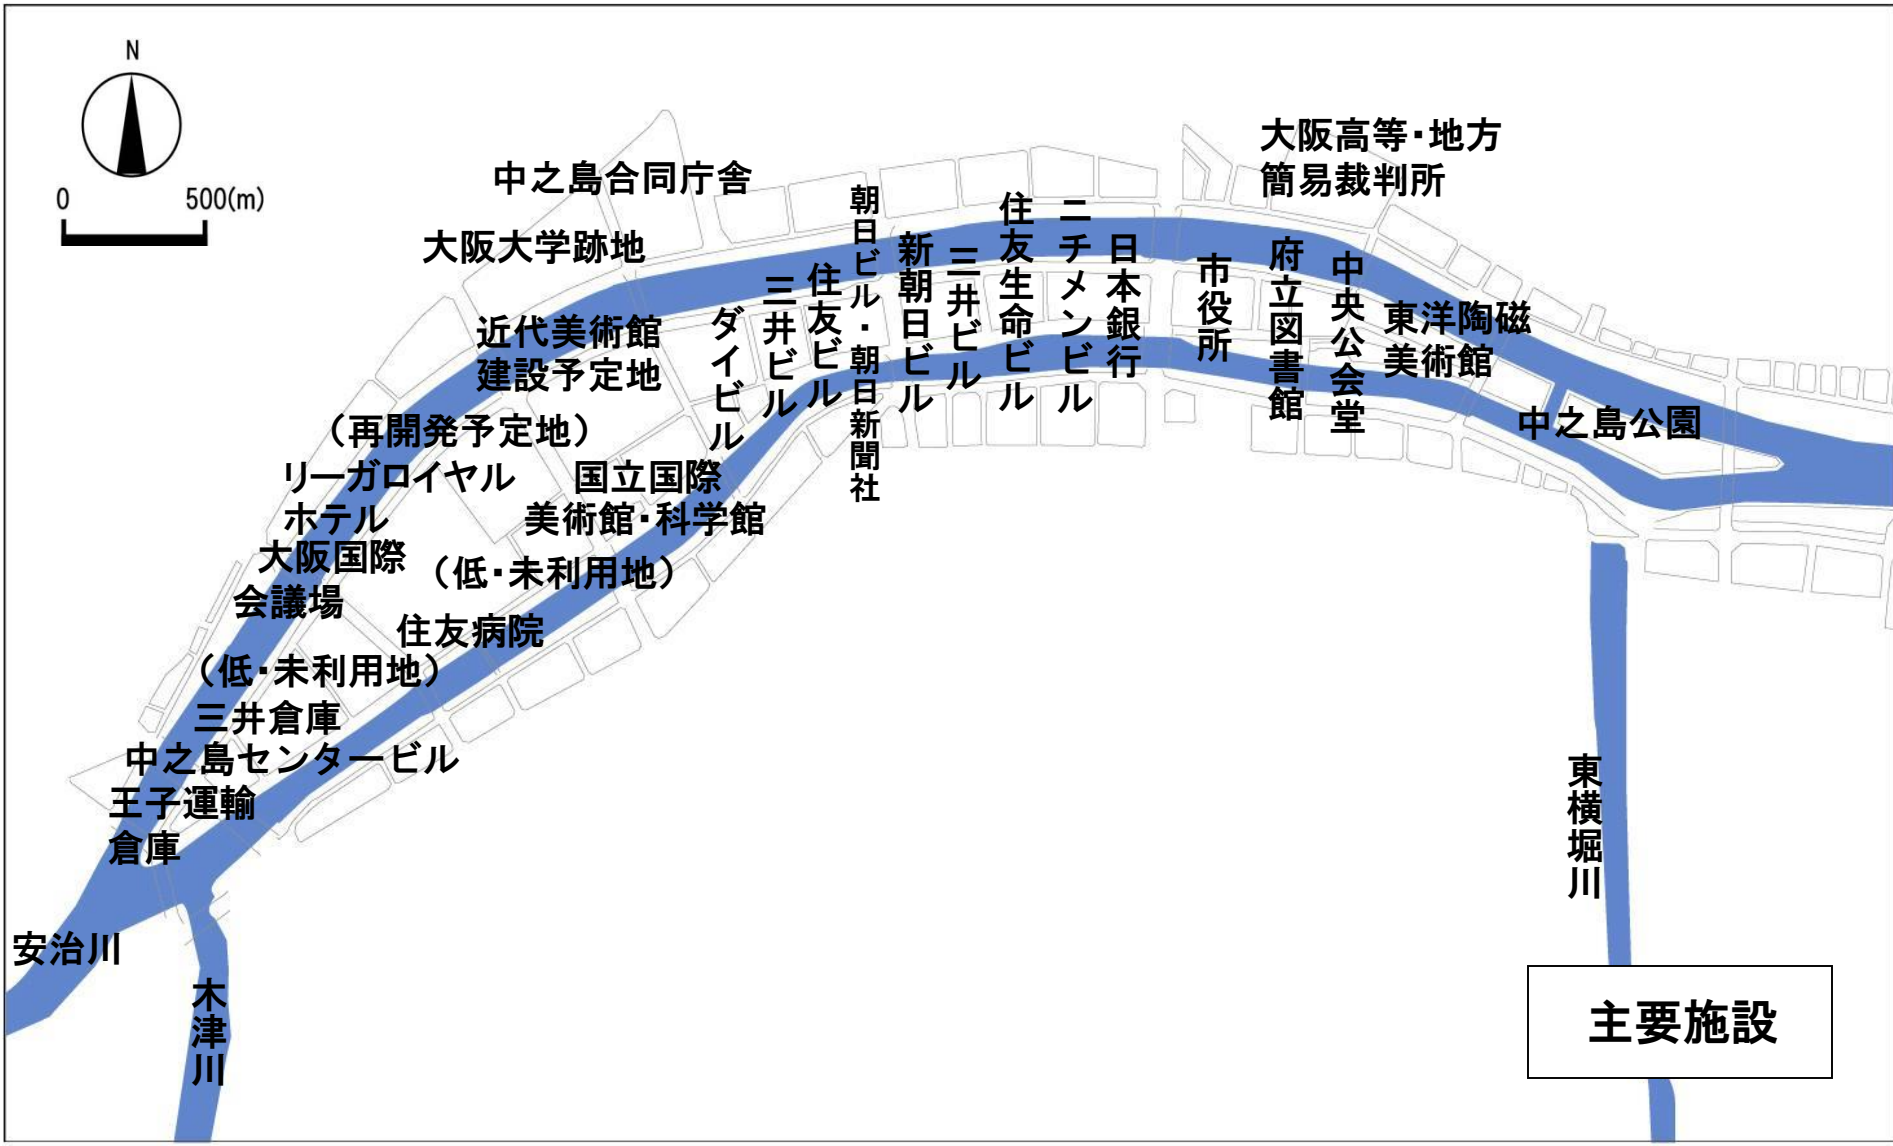 N
0 500(m)
中之島合同庁舎
大阪大学跡地
近代美術館
建設予定地
（再開発予定地）
リーガロイヤル
ホテル
国立国際
美術館・科学館
大阪国際
会議場
（低・未利用地）
住友病院
（低・未利用地）
三井倉庫
中之島センタービル
王子運輸
倉庫
安治川
木津川
ダイビル
三井ビル
住友ビル
朝日ビル・朝日新聞社
新朝日ビル
三井ビル
住友生命ビル
ニチメンビル
日本銀行
市役所
府立図書館
中央公会堂
大阪高等・地方
簡易裁判所
東洋陶磁
美術館
中之島公園
東横堀川
主要施設